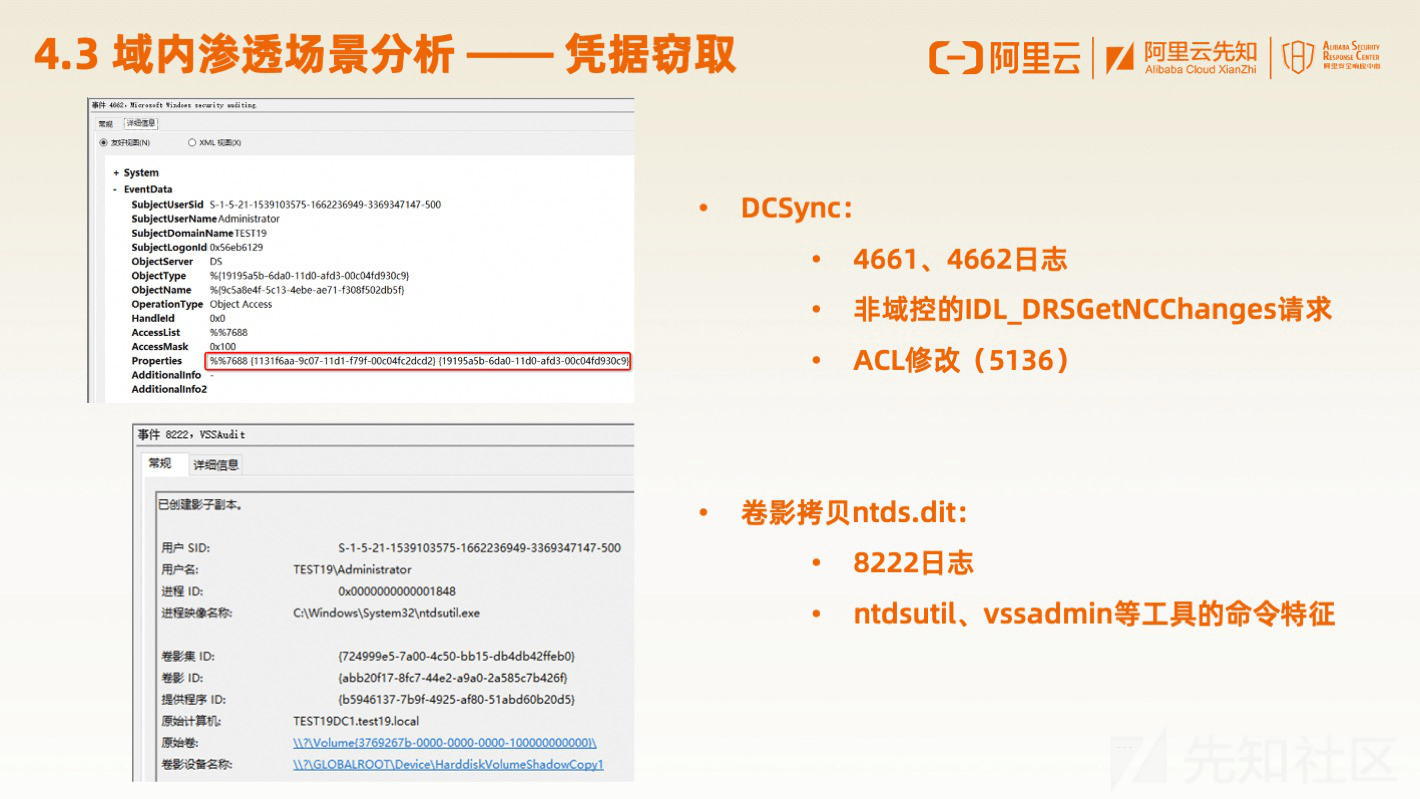 4.3 域内渗透场景分析 —— 凭据窃取
阿里云
阿里云先知
Alibaba Cloud XianZhi
ALIBABA SECURITY
RESPONSE CENTER
阿里安全响应中心
事件 4662，Microsoft Windows security auditing.
常规 详细信息
友好视图(N) XML 视图(X)
+ System
- EventData
SubjectUserSid S-1-5-21-1539103575-1662236949-3369347147-500
SubjectUserName Administrator
SubjectDomainName TEST19
SubjectLogonId 0x56eb6129
ObjectServer DS
ObjectType %{19195a5b-6da0-11d0-afd3-00c04fd930c9}
ObjectName %{9c5a8e4f-5c13-4ebe-ae71-f308f502db5f}
OperationType Object Access
HandleId 0x0
AccessList %%7688
AccessMask 0x100
Properties %%7688 {1131f6aa-9c07-11d1-f79f-00c04fc2dcd2} {19195a5b-6da0-11d0-afd3-00c04fd930c9}
AdditionalInfo -
AdditionalInfo2
• DCSync：
• 4661、4662日志
• 非域控的IDL_DRSGetNCChanges请求
• ACL修改（5136）
事件 8222，VSSAudit
常规 详细信息
已创建影子副本。
用户 SID: S-1-5-21-1539103575-1662236949-3369347147-500
用户名: TEST19\Administrator
进程 ID: 0x0000000000001848
进程映像名称: C:\Windows\System32\ntdsutil.exe
卷影集 ID: {724999e5-7a00-4c50-bb15-db4db42ffeb0}
卷影 ID: {abb20f17-8fc7-44e2-a9a0-2a585c7b426f}
提供程序 ID: {b5946137-7b9f-4925-af80-51abd60b20d5}
原始计算机: TEST19DC1.test19.local
原始卷: \\?\Volume{3769267b-0000-0000-0000-100000000000}\
卷影设备名称: \\?\GLOBALROOT\Device\HarddiskVolumeShadowCopy1
• 卷影拷贝ntds.dit：
• 8222日志
• ntdsutil、vssadmin等工具的命令特征
先知社区